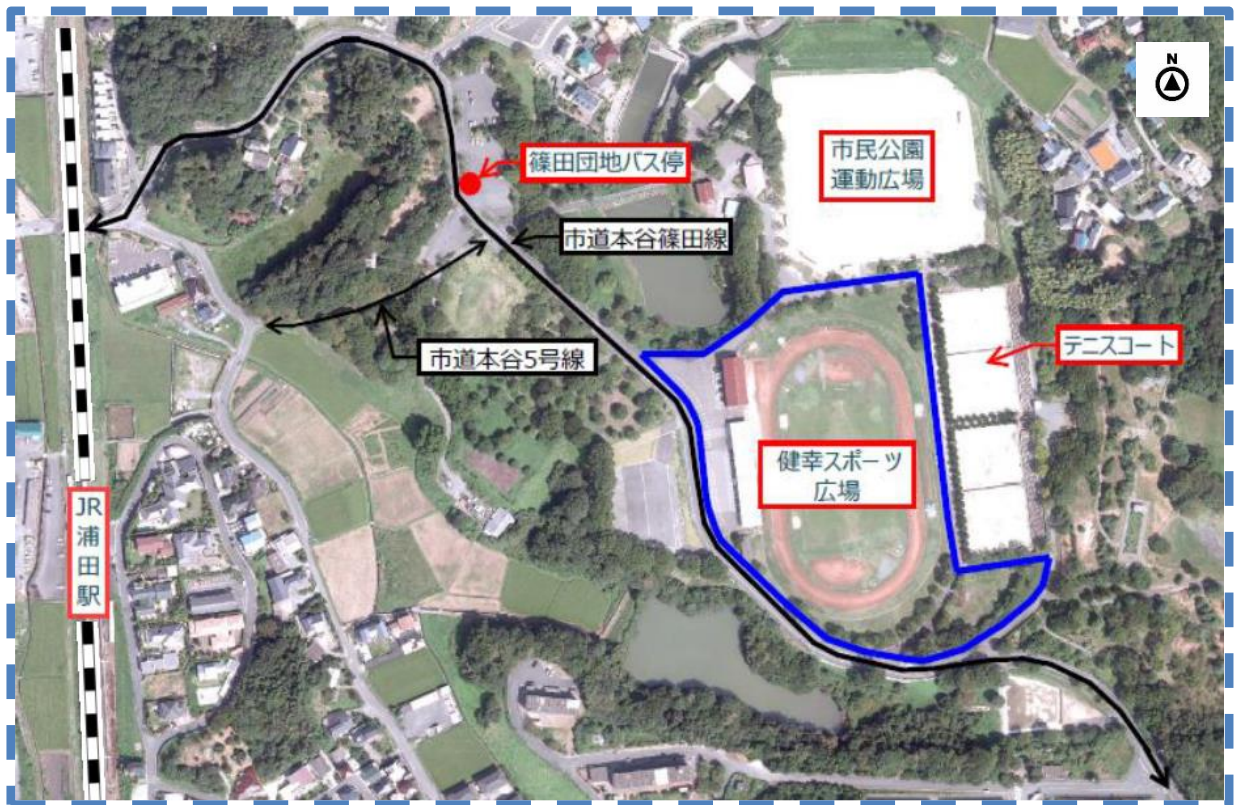 N
市民公園
運動広場
篠田団地バス停
市道本谷篠田線
テニスコート
市道本谷5号線
健幸スポーツ
広場
JR
浦
田
駅